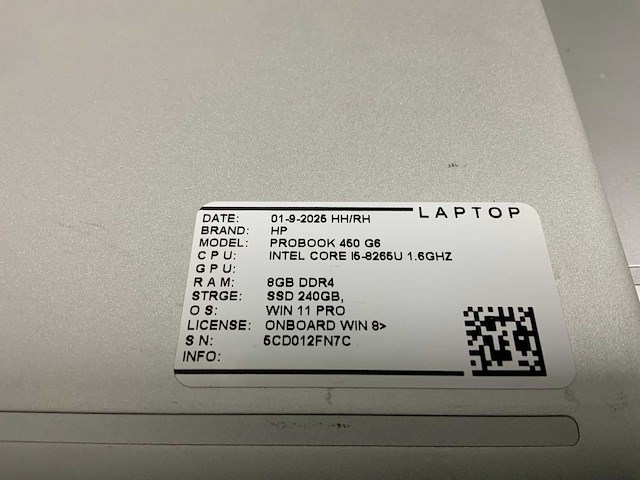 LAPTOP
DATE: 01-9-2025 HH/RH
BRAND: HP
MODEL: PROBOOK 450 G6
CPU: INTEL CORE I5-8265U 1.6GHZ
GPU:
RAM: 8GB DDR4
STRGE: SSD 240GB,
OS: WIN 11 PRO
LICENSE: ONBOARD WIN 8>
SN: 5CD012FN7C
INFO: